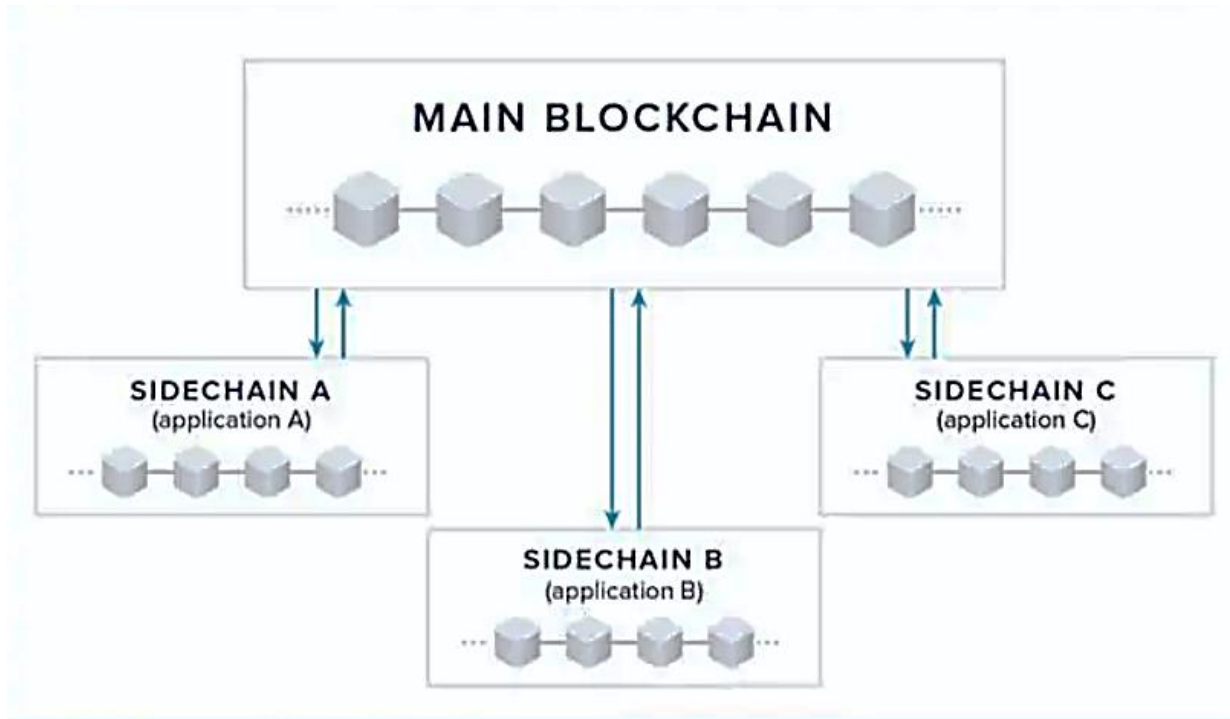 MAIN BLOCKCHAIN
SIDECHAIN A
(application A)
SIDECHAIN B
(application B)
SIDECHAIN C
(application C)